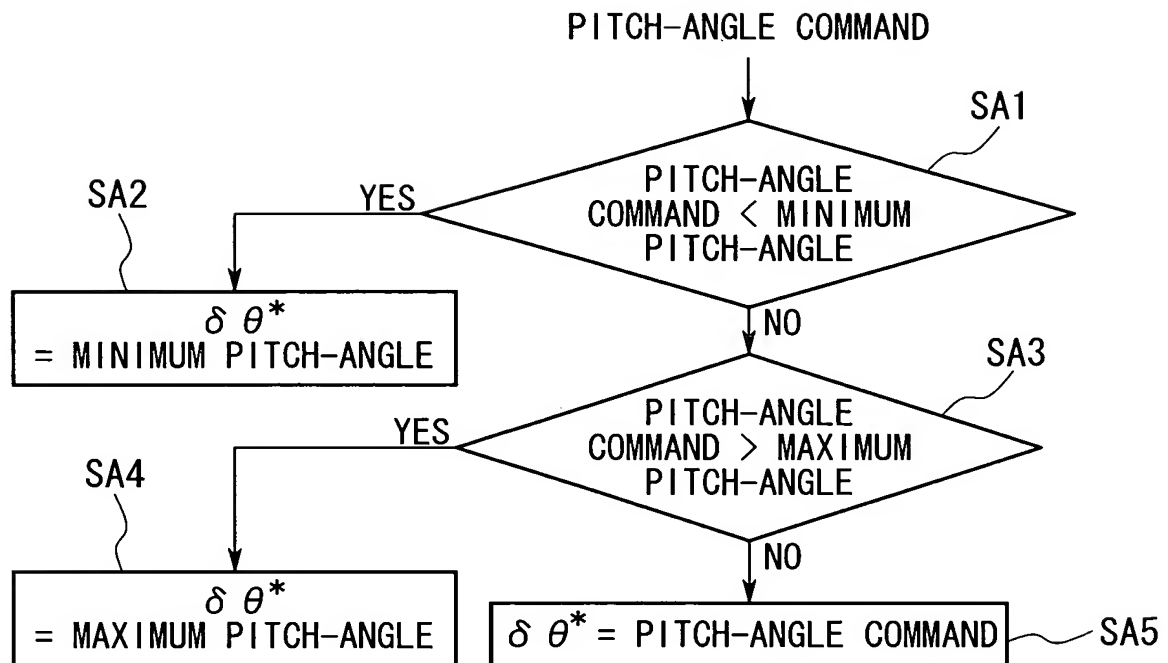 PITCH-ANGLE COMMAND
SA1
PITCH-ANGLE
COMMAND < MINIMUM
PITCH-ANGLE
YES
SA2
δ θ*
= MINIMUM PITCH-ANGLE
NO
SA3
PITCH-ANGLE
COMMAND > MAXIMUM
PITCH-ANGLE
YES
SA4
δ θ*
= MAXIMUM PITCH-ANGLE
NO
δ θ* = PITCH-ANGLE COMMAND
SA5